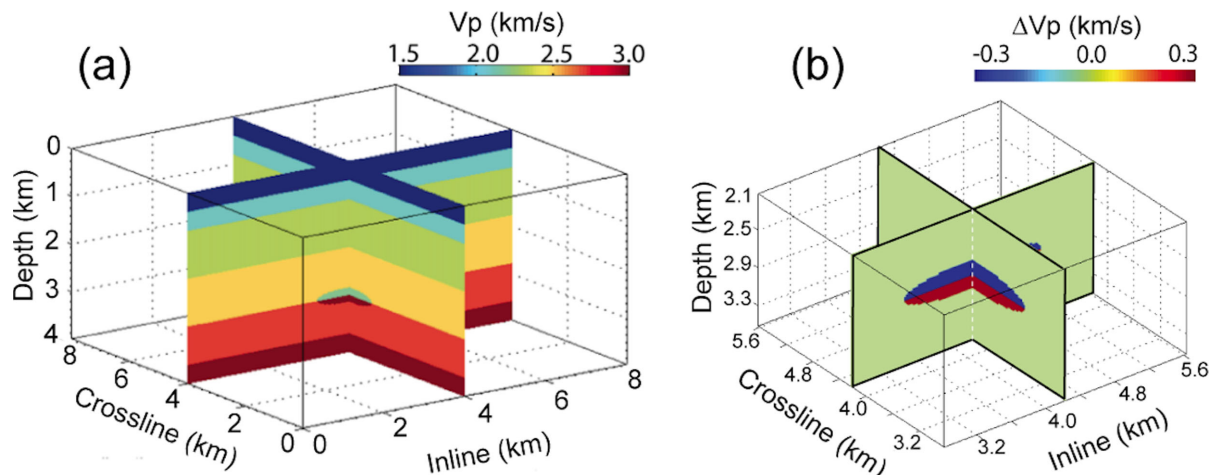 (a)
Vp (km/s)
1.5 2.0 2.5 3.0
Depth (km)
0
1
2
3
4
8
6
4
2
0
Crossline (km)
0
2
4
6
8
Inline (km)
(b)
ΔVp (km/s)
-0.3 0.0 0.3
Depth (km)
2.1
2.5
2.9
3.3
5.6
4.8
4.0
3.2
Crossline (km)
3.2
4.0
4.8
5.6
Inline (km)